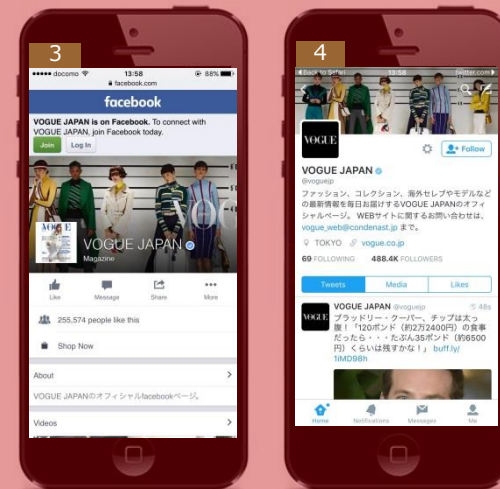 3
docomo 13:58 88%
facebook.com
facebook
VOGUE JAPAN is on Facebook. To connect with
VOGUE JAPAN, join Facebook today.
Join Log In
VOGUE
VOGUE JAPAN
Magazine
Like Message Share More
255,574 people like this
Shop Now
About
VOGUE JAPANのオフィシャルfacebookページ。
Videos
4
Back to Safari 13:58 twitter.com
VOGUE
Follow
VOGUE JAPAN
@voguejp
ファッション、コレクション、海外セレブやモデルなど
の最新情報を毎日お届けするVOGUE JAPANのオフィ
シャルページ。 WEBサイトに関するお問い合わせは、
vogue_web@condenast.jp まで。
TOKYO vogue.co.jp
69 FOLLOWING 488.4K FOLLOWERS
Tweets Media Likes
VOGUE
VOGUE JAPAN @voguejp 48s
ブラッドリー・クーパー、チップは太っ
腹！「120ポンド（約2万2400円）の食事
だったら・・・たぶん35ポンド（約6500
円）くらいは残すかな！」 buff.ly/
1iMD98h
Home Notifications Messages Me